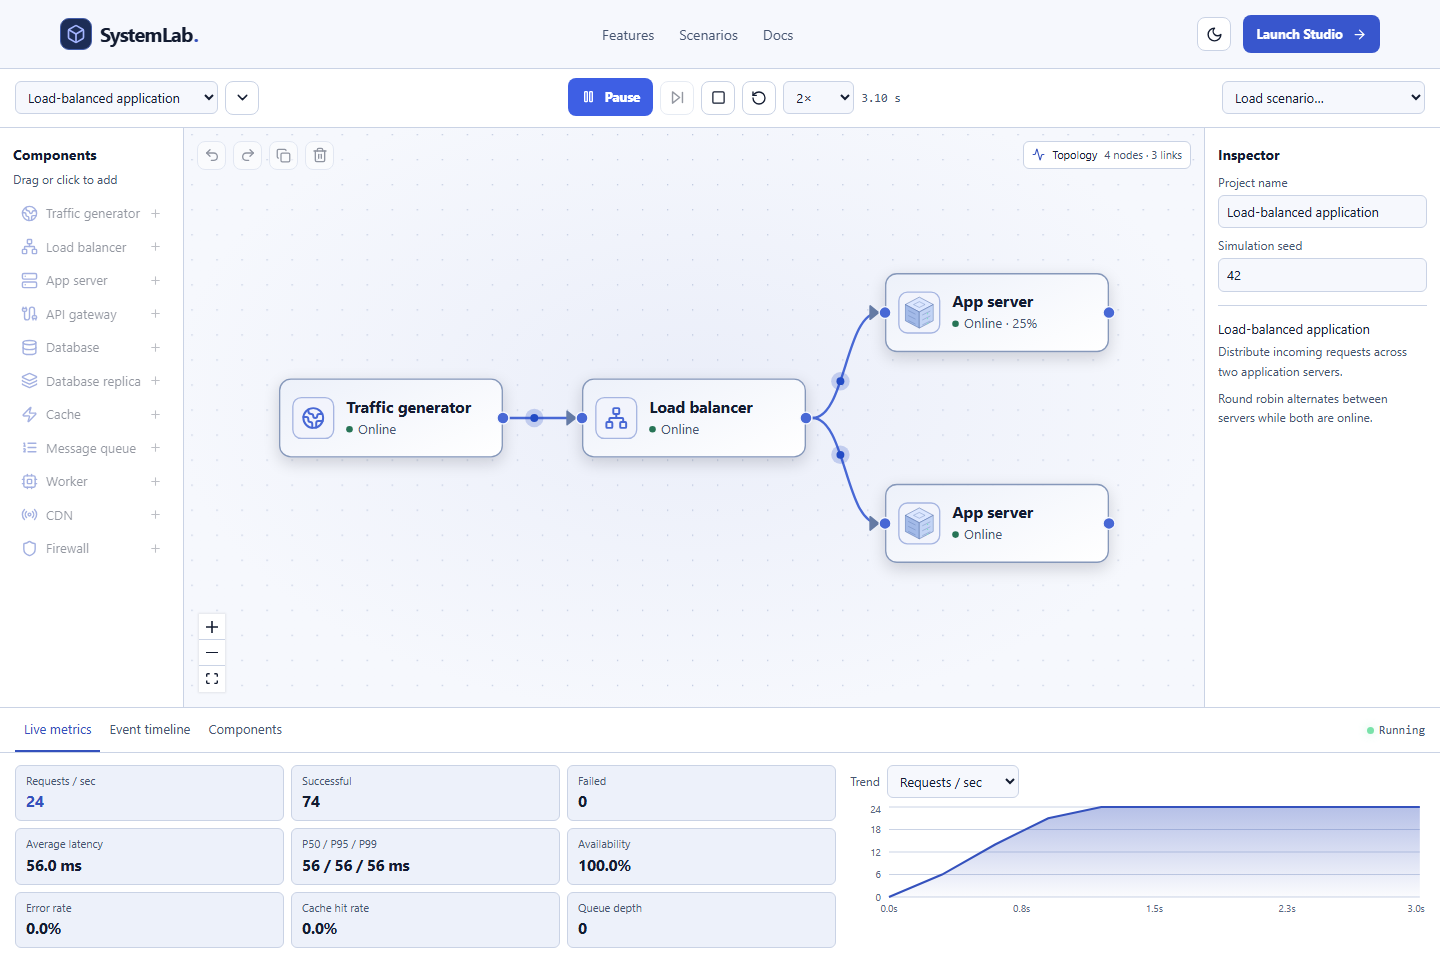 SystemLab.
Features
Scenarios
Docs
Launch Studio
Load-balanced application
Pause
2×
3.10 s
Load scenario...
Components
Drag or click to add
Traffic generator
Load balancer
App server
API gateway
Database
Database replica
Cache
Message queue
Worker
CDN
Firewall
Topology 4 nodes · 3 links
Traffic generator
Online
Load balancer
Online
App server
Online · 25%
App server
Online
Inspector
Project name
Load-balanced application
Simulation seed
42
Load-balanced application
Distribute incoming requests across
two application servers.
Round robin alternates between
servers while both are online.
Live metrics
Event timeline
Components
Running
Requests / sec
24
Successful
74
Failed
0
Average latency
56.0 ms
P50 / P95 / P99
56 / 56 / 56 ms
Availability
100.0%
Error rate
0.0%
Cache hit rate
0.0%
Queue depth
0
Trend
Requests / sec
24
18
12
6
0
0.0s
0.8s
1.5s
2.3s
3.0s